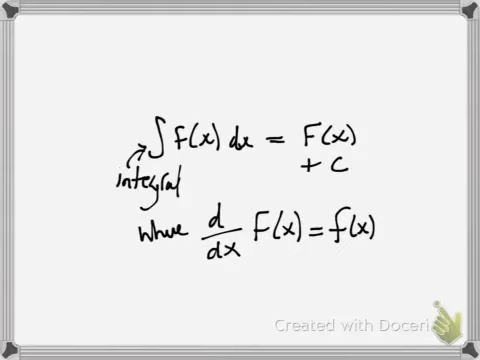 ∫ f(x) dx = F(x)
+ C
integral
where d/dx F(x) = f(x)
Created with Doceri